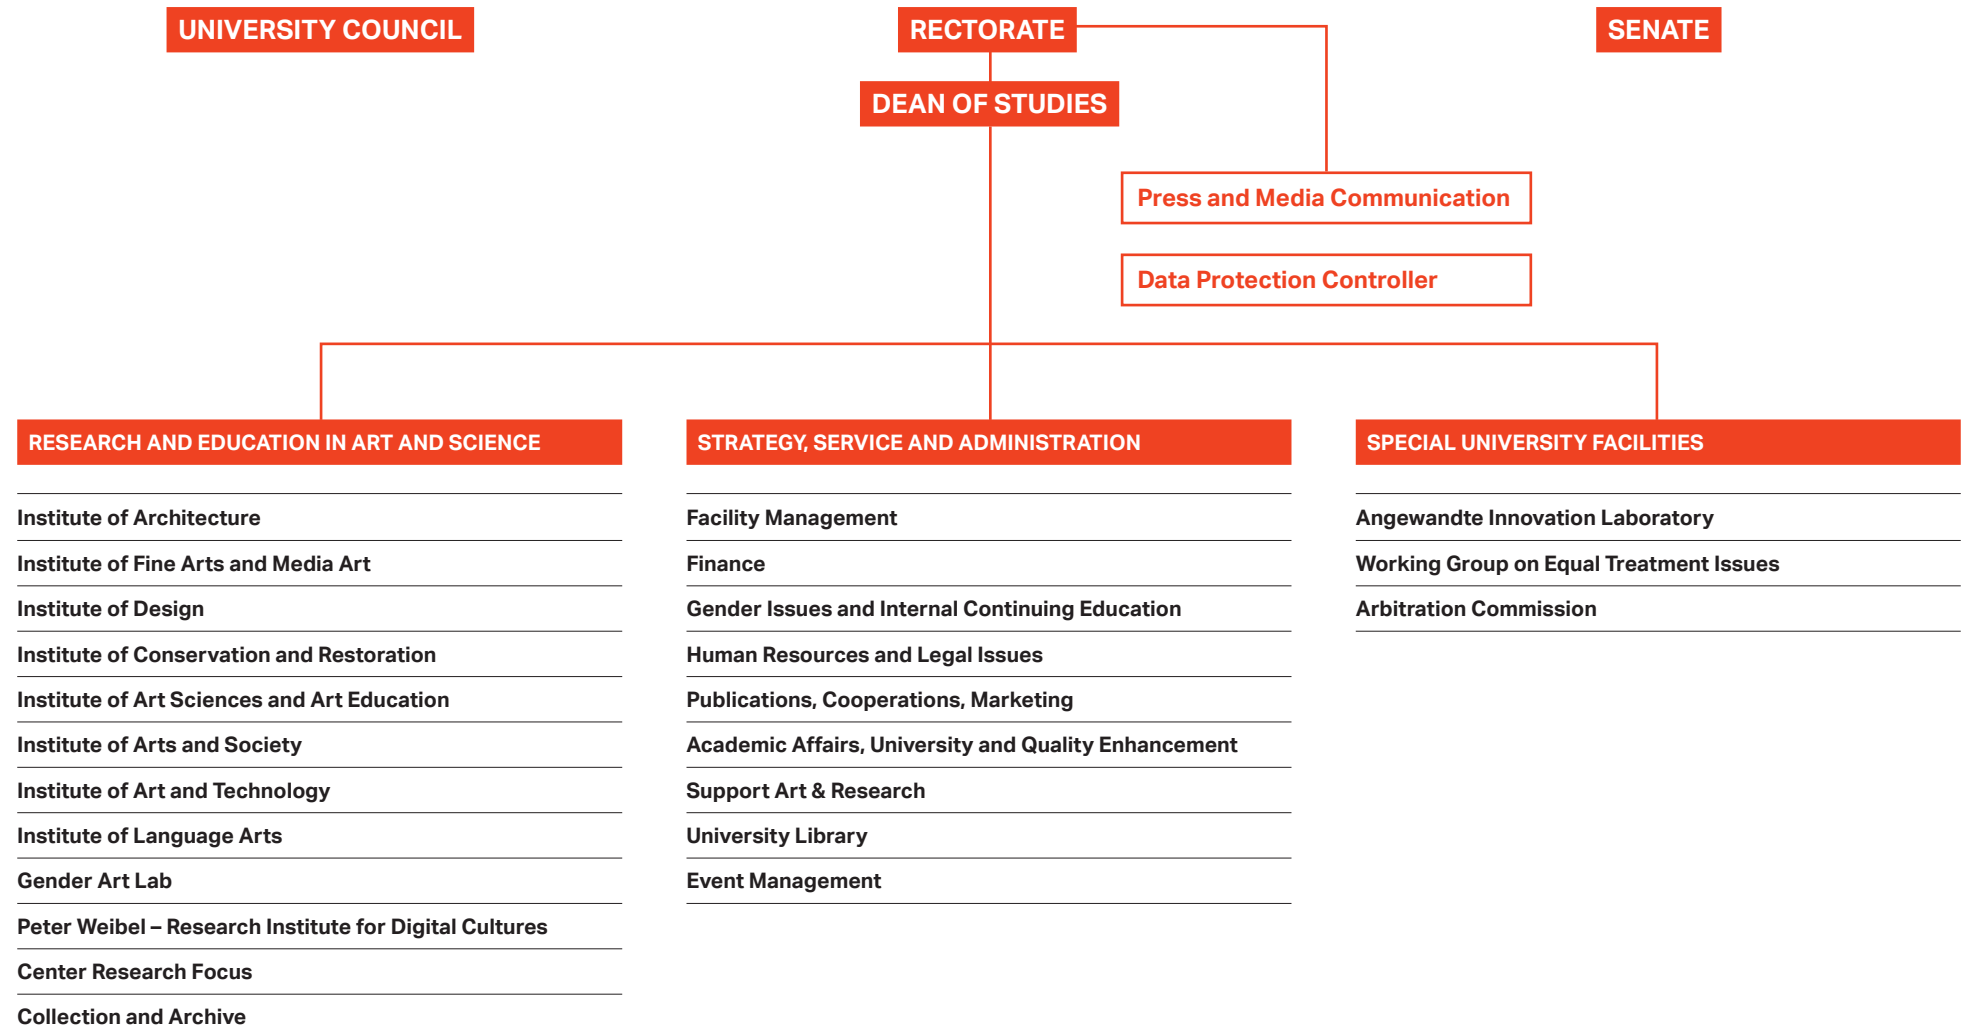 UNIVERSITY COUNCIL
RECTORATE
SENATE
DEAN OF STUDIES
Press and Media Communication
Data Protection Controller
RESEARCH AND EDUCATION IN ART AND SCIENCE
Institute of Architecture
Institute of Fine Arts and Media Art
Institute of Design
Institute of Conservation and Restoration
Institute of Art Sciences and Art Education
Institute of Arts and Society
Institute of Art and Technology
Institute of Language Arts
Gender Art Lab
Peter Weibel – Research Institute for Digital Cultures
Center Research Focus
Collection and Archive
STRATEGY, SERVICE AND ADMINISTRATION
Facility Management
Finance
Gender Issues and Internal Continuing Education
Human Resources and Legal Issues
Publications, Cooperations, Marketing
Academic Affairs, University and Quality Enhancement
Support Art & Research
University Library
Event Management
SPECIAL UNIVERSITY FACILITIES
Angewandte Innovation Laboratory
Working Group on Equal Treatment Issues
Arbitration Commission